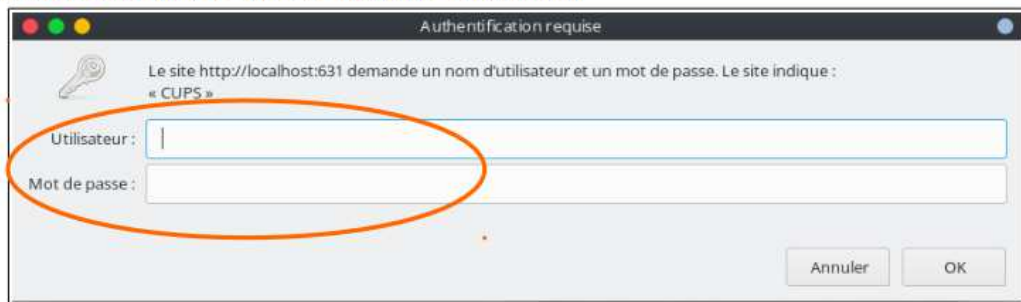 Authentification requise
Le site http://localhost:631 demande un nom d'utilisateur et un mot de passe. Le site indique :
« CUPS »
Utilisateur :
Mot de passe :
Annuler OK